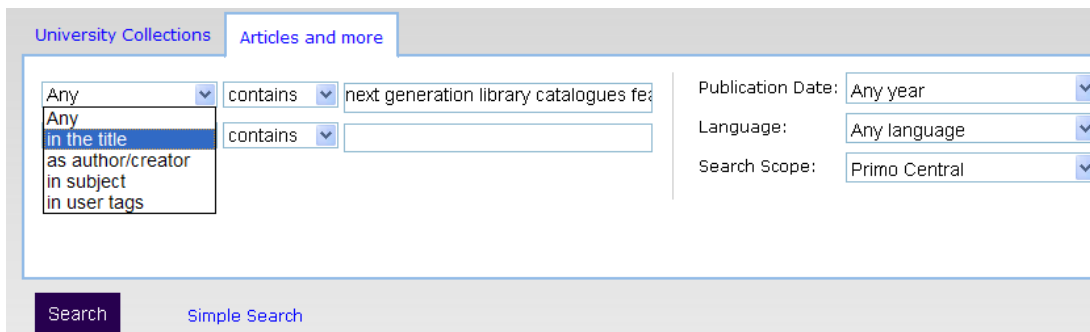 University Collections
Articles and more
Any contains next generation library catalogues fea
Any
in the title contains
as author/creator
in subject
in user tags
Publication Date: Any year
Language: Any language
Search Scope: Primo Central
Search Simple Search